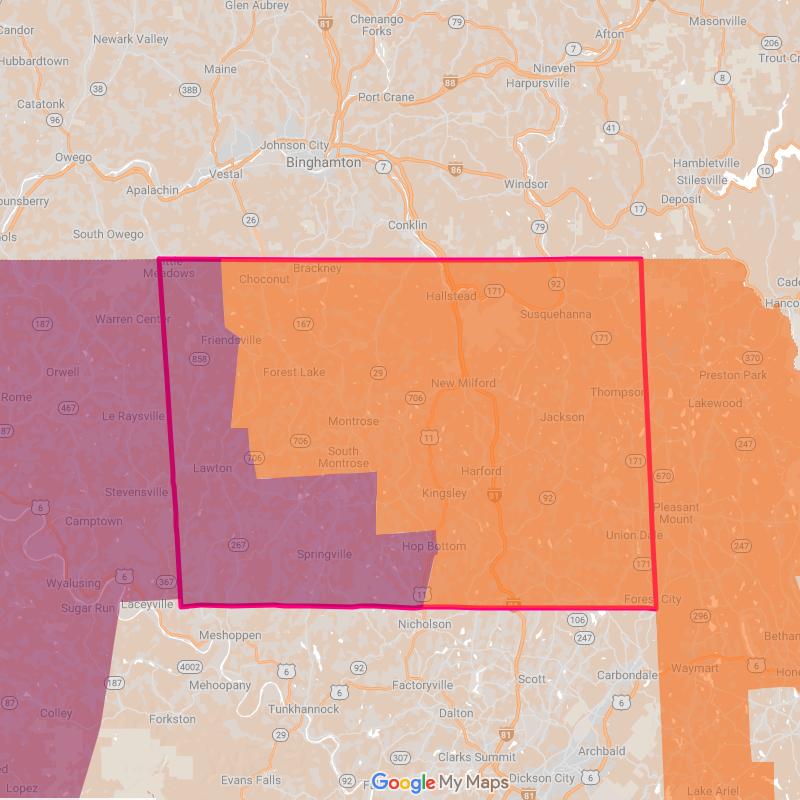 Glen Aubrey
Chenango
Forks
81
79
Afton
Masonville
Candor
Newark Valley
7
206
Hubbardtown
Maine
Nineveh
Trout Cr
8
Harpursville
88
38
38B
Port Crane
Catatonk
96
41
Johnson City
Binghamton
7
86
Hambletville
Owego
Vestal
Stilesville
10
Apalachin
Windsor
Deposit
17
26
Conklin
79
South Owego
Little
Meadows
Choconut
Brackney
Hallstead
171
92
187
Warren Center
167
Susquehanna
Friendsville
171
858
370
Orwell
Forest Lake
29
Preston Park
Rome
New Milford
Thompson
467
706
Lakewood
Le Raysville
Montrose
Jackson
87
11
706
247
South
Montrose
706
171
Lawton
Harford
670
Stevensville
Kingsley
81
92
6
Pleasant
Mount
Camptown
Union Dale
267
Springville
Hop Bottom
247
171
Wyalusing
6
367
11
Sugar Run
Laceyville
81
Forest City
Meshoppen
Nicholson
106
296
247
4002
92
Waymart
6
187
Mehoopany
6
Factoryville
Scott
Carbondale
6
6
87
Colley
Forkston
Tunkhannock
Dalton
29
81
307
Clarks Summit
Archbald
Lopez
Evans Falls
92
Google My Maps
Dickson City
6
81
Lake Ariel